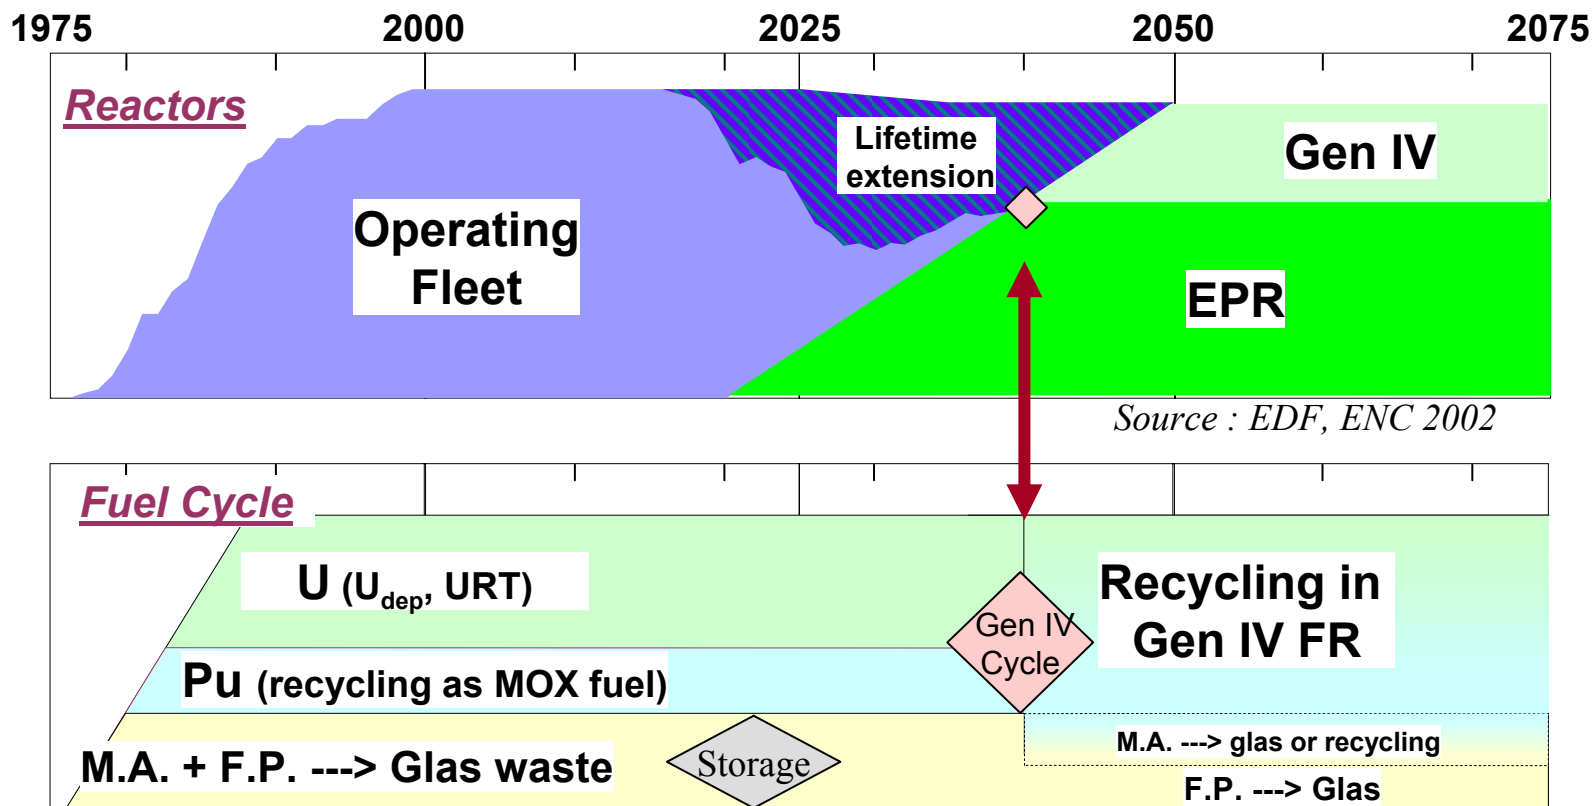 1975 2000 2025 2050 2075
Reactors
Lifetime
extension
Gen IV
Operating
Fleet
EPR
Source : EDF, ENC 2002
Fuel Cycle
U (Udep, URT)
Gen IV
Cycle
Recycling in
Gen IV FR
Pu (recycling as MOX fuel)
M.A. + F.P. ---> Glas waste
Storage
M.A. ---> glas or recycling
F.P. ---> Glas